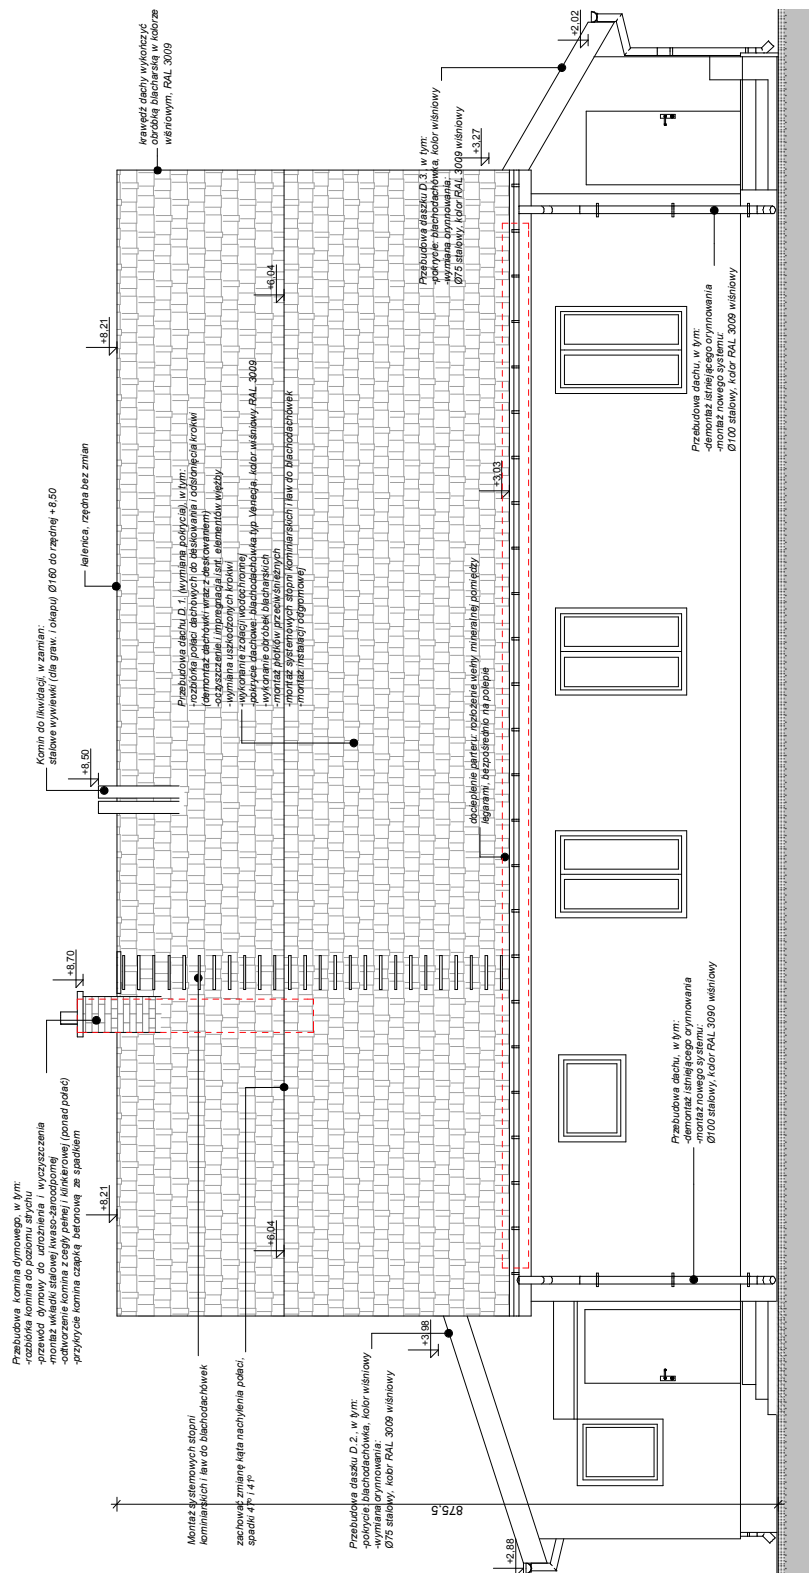 Przebudowa komina dymowego, w tym:
-rozbiórka komina do poziomu strychu
-przewód dymowy do udrożnienia i wyczyszczenia
-montaż wkładki stalowej kwaso-żaroodpornej
-odtworzenie komina z cegły pełnej i klinkierowej (ponad połać)
-przykrycie komina czapką betonową ze spadkiem
+8,70
Komin do likwidacji, w zamian:
stalowe wywiewki (dla graw. i okapu) Ø160 do rzędnej +8,50
+8,50
kalenica, rzędna bez zmian
krawędź dachy wykończyć
obróbką blacharską w kolorze
wiśniowym, RAL 3009
+8,21
+8,21
+6,04
+6,04
Przebudowa dachu D.1. (wymiana pokrycia), w tym:
-rozbiórka połaci dachowych do deskowania i odsłonięcia krokwi
(demontaż dachówki wraz z deskowaniem)
-oczyszczenie i impregnacja isnt. elementów więźby
-wymiana uszkodzonych krokwi
-wykonanie izolacji wodochronnej
-pokrycie dachowe: blachodachówka typ Venecja, kolor wiśniowy RAL 3009
-wykonanie obróbek blacharskich
-montaż płotków przeciwśnieżnych
-montaż systemowych stopni kominiarskich i ław do blachodachówek
-montaż instalacji odgromowej
Montaż systemowych stopni
kominiarskich i ław do blachodachówek
zachować zmianę kąta nachylenia połaci,
spadki 47º i 41º
Przebudowa daszku D.2., w tym:
-pokrycie: blachodachówka, kolor wiśniowy
-wymiana orynnowania:
Ø75 stalowy, kolor RAL 3009 wiśniowy
+3,98
+2,88
875,5
docieplenie parteru: rozłożenie wełny mineralnej pomiędzy
legarami, bezpośrednio na polepie
+3,03
Przebudowa daszku D.3., w tym:
-pokrycie: blachodachówka, kolor wiśniowy
-wymiana orynnowania:
Ø75 stalowy, kolor RAL 3009 wiśniowy
+3,27
+2,02
Przebudowa dachu, w tym:
-demontaż istniejącego orynnowania
-montaż nowego systemu:
Ø100 stalowy, kolor RAL 3090 wiśniowy
Przebudowa dachu, w tym:
-demontaż istniejącego orynnowania
-montaż nowego systemu:
Ø100 stalowy, kolor RAL 3009 wiśniowy